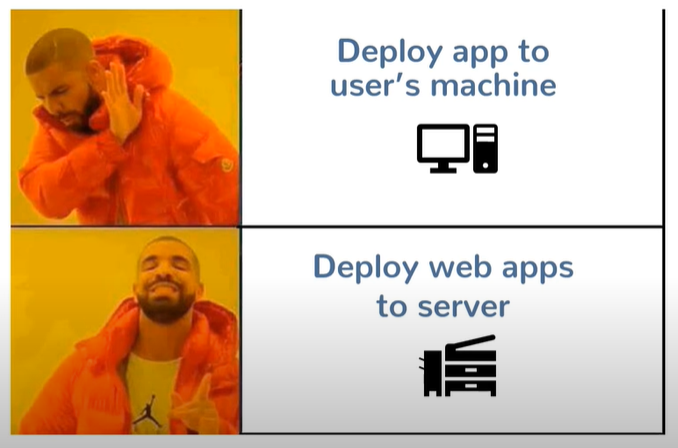 Deploy app to
user's machine
Deploy web apps
to server